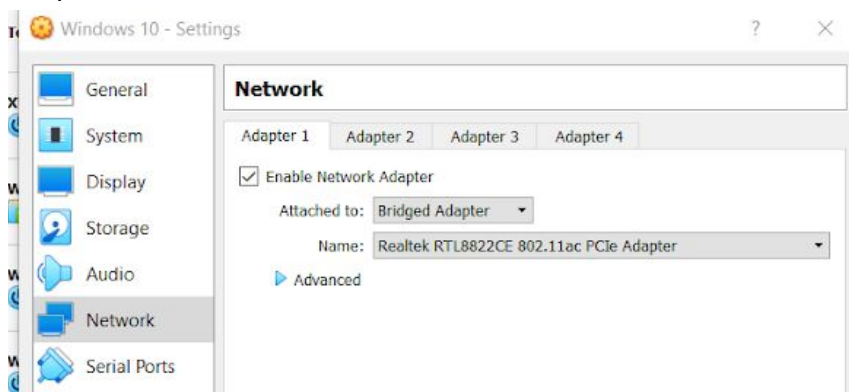 Windows 10 - Settings
?
General
Network
System
Adapter 1 Adapter 2 Adapter 3 Adapter 4
Display
Enable Network Adapter
Attached to: Bridged Adapter
Storage
Name: Realtek RTL8822CE 802.11ac PCIe Adapter
Audio
Advanced
Network
Serial Ports